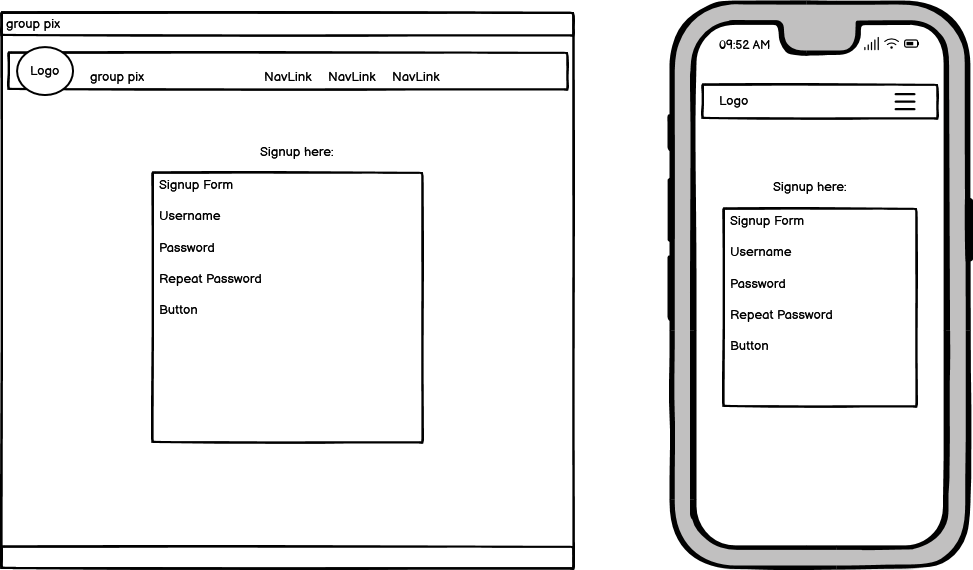 group pix
Logo group pix NavLink NavLink NavLink
Signup here:
Signup Form
Username
Password
Repeat Password
Button
09:52 AM
Logo
Signup here:
Signup Form
Username
Password
Repeat Password
Button